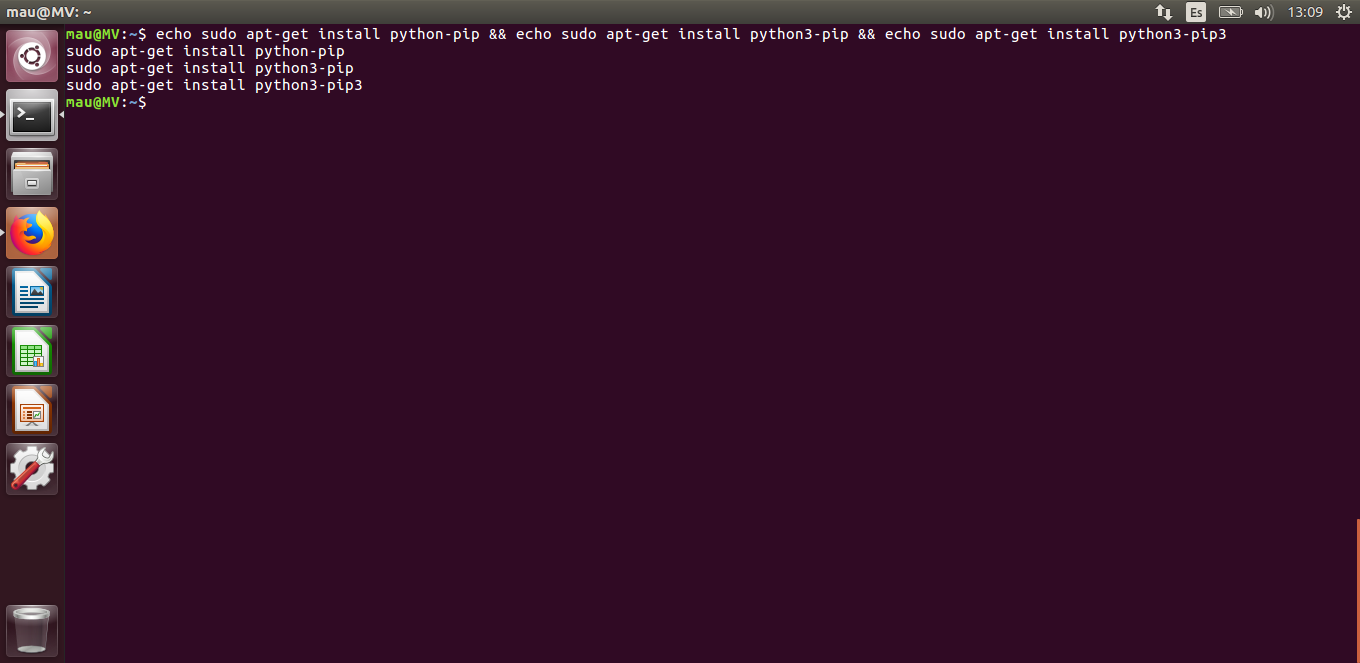 mau@MV: ~
Es
13:09
mau@MV:~$ echo sudo apt-get install python-pip && echo sudo apt-get install python3-pip && echo sudo apt-get install python3-pip3
sudo apt-get install python-pip
sudo apt-get install python3-pip
sudo apt-get install python3-pip3
mau@MV:~$